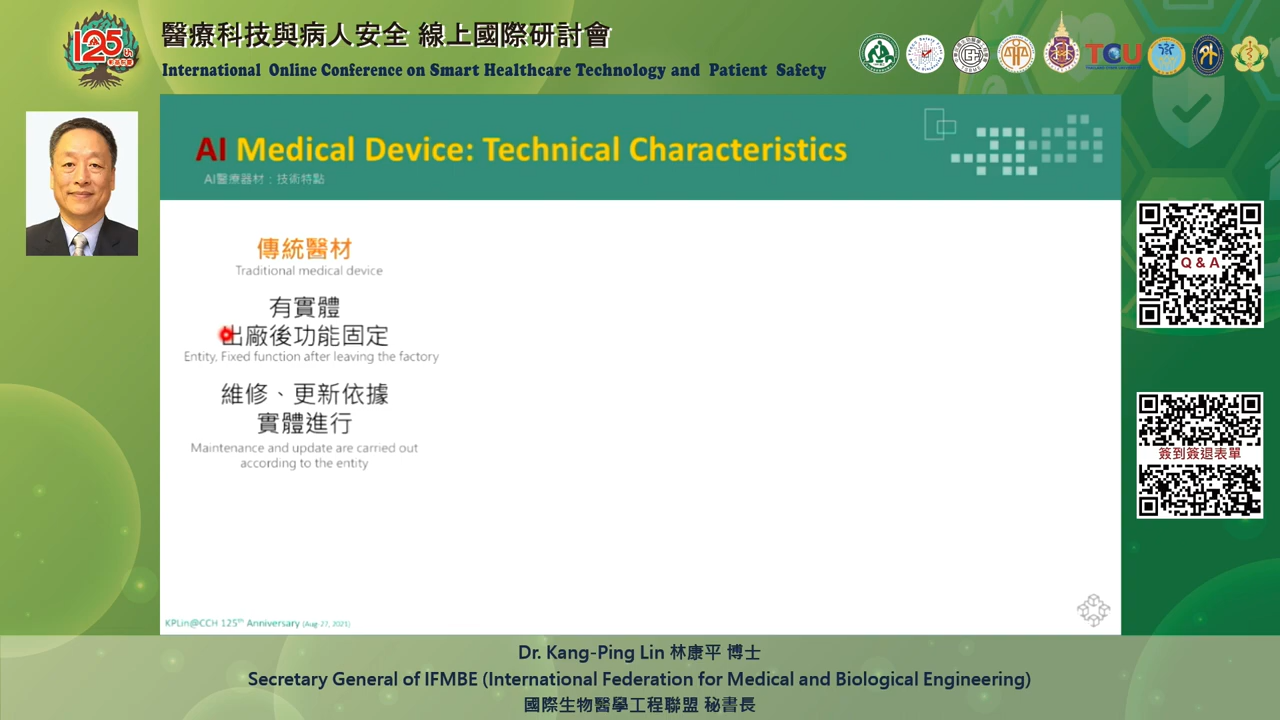 125th
醫療科技與病人安全 線上國際研討會
International Online Conference on Smart Healthcare Technology and Patient Safety
TCU
AI Medical Device: Technical Characteristics
AI醫療器材：技術特點
傳統醫材
Traditional medical device
有實體
出廠後功能固定
Entity. Fixed function after leaving the factory
維修、更新依據
實體進行
Maintenance and update are carried out
according to the entity
Q & A
簽到簽退表單
KPLin@CCH 125th Anniversary (Aug-27, 2021)
Dr. Kang-Ping Lin 林康平 博士
Secretary General of IFMBE (International Federation for Medical and Biological Engineering)
國際生物醫學工程聯盟 秘書長